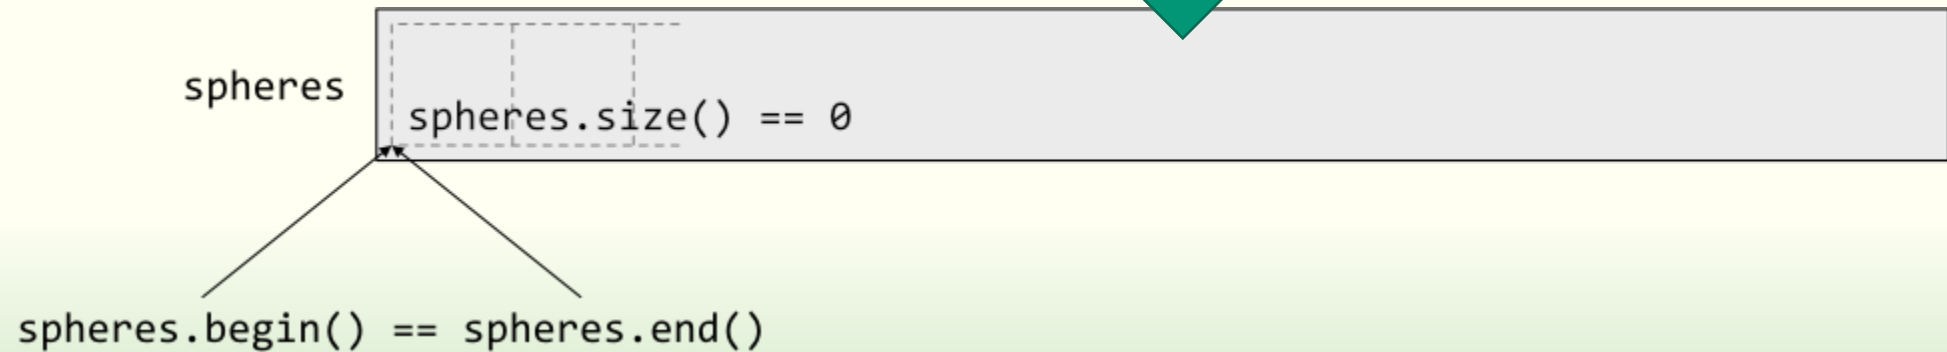 spheres
spheres.size() == 0
spheres.begin() == spheres.end()